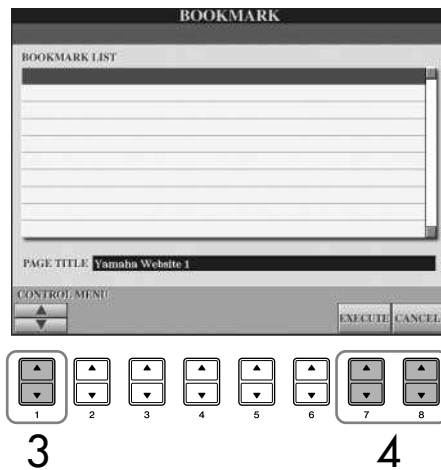 BOOKMARK
BOOKMARK LIST
PAGE TITLE Yamaha Website 1
CONTROL MENU
EXECUTE CANCEL
1 2 3 4 5 6 7 8
3 4